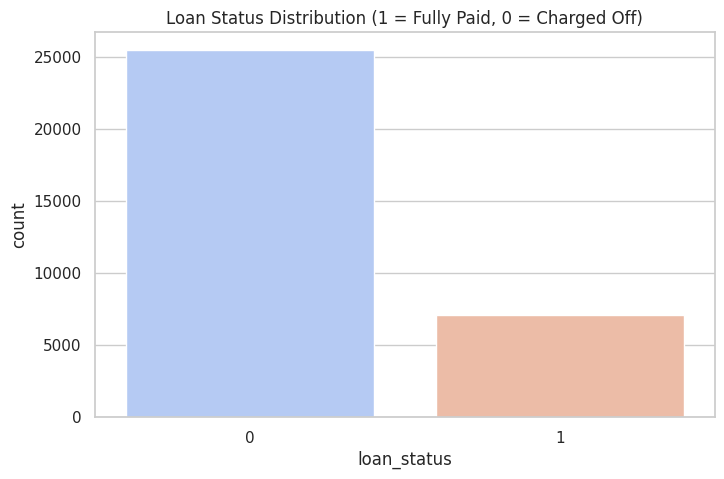 Loan Status Distribution (1 = Fully Paid, 0 = Charged Off)
25000
20000
15000
10000
5000
0
count
0 1
loan_status